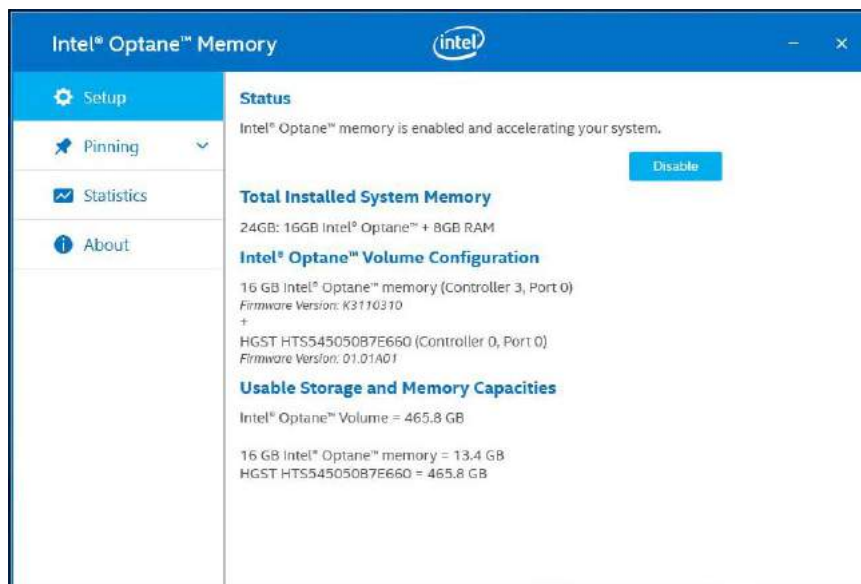 Intel® Optane™ Memory
intel
Setup
Pinning
Statistics
About
Status
Intel® Optane™ memory is enabled and accelerating your system.
Disable
Total Installed System Memory
24GB: 16GB Intel® Optane™ + 8GB RAM
Intel® Optane™ Volume Configuration
16 GB Intel® Optane™ memory (Controller 3, Port 0)
Firmware Version: K3110310
+
HGST HTS545050B7E660 (Controller 0, Port 0)
Firmware Version: 01.01A01
Usable Storage and Memory Capacities
Intel® Optane™ Volume = 465.8 GB
16 GB Intel® Optane™ memory = 13.4 GB
HGST HTS545050B7E660 = 465.8 GB